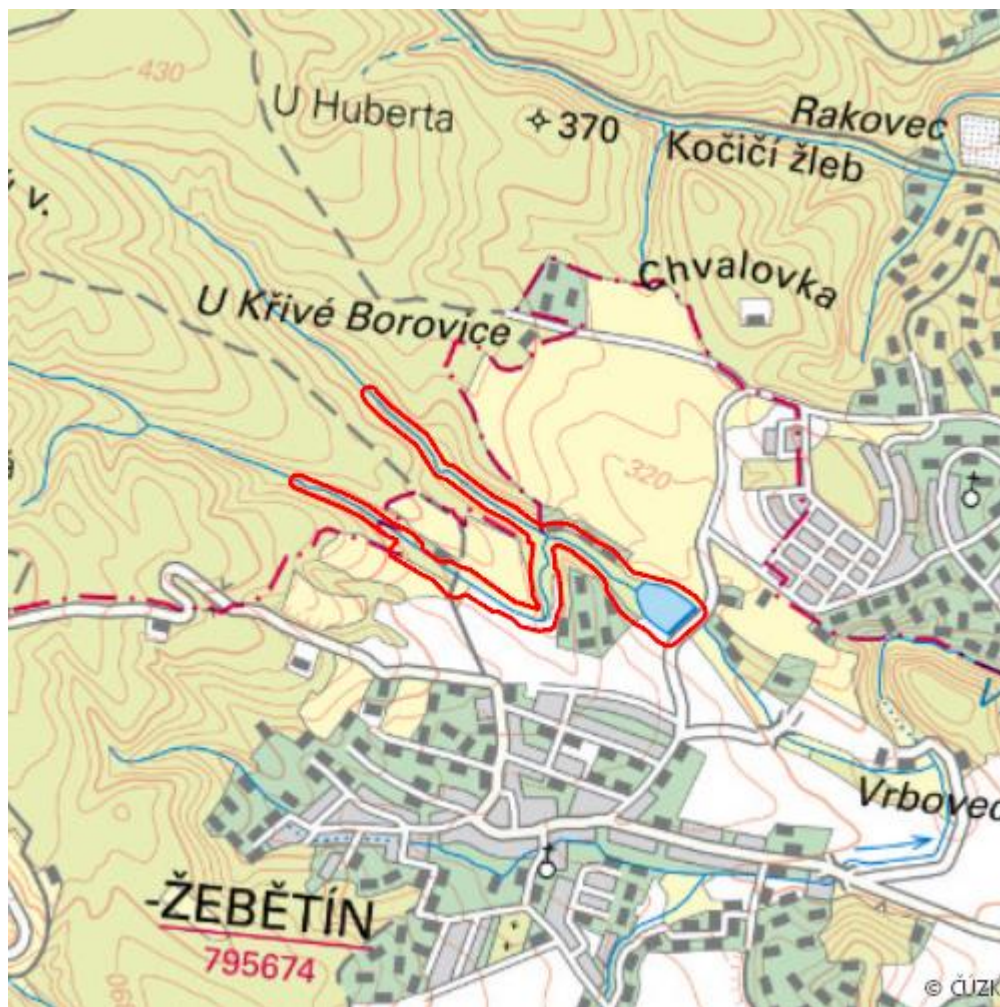 430
U Huberta
370
Rakovec
Kočičí žleb
v.
Chvalovka
U Křivé Borovice
320
Vrbovec
-ŽEBĚTÍN
795674
© ČÚZK